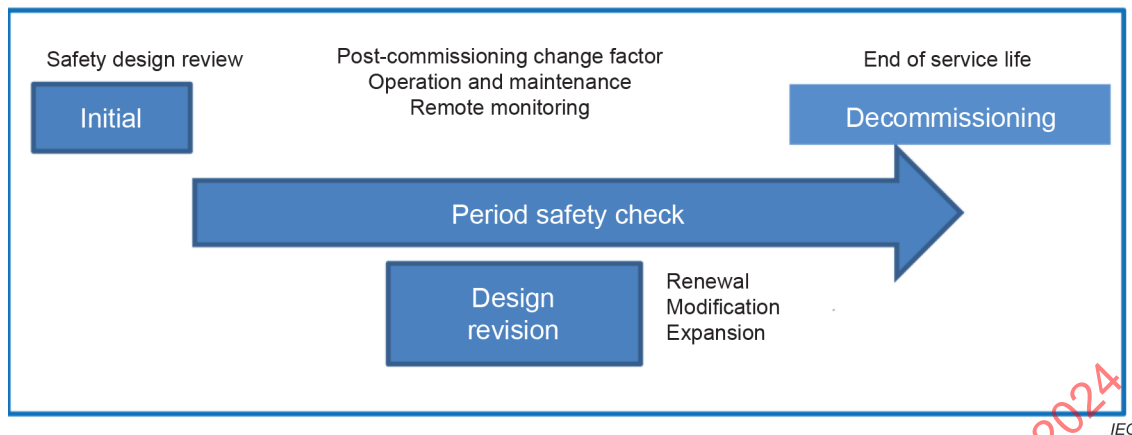 Safety design review
Initial
Post-commissioning change factor
Operation and maintenance
Remote monitoring
End of service life
Decommissioning
Period safety check
Design
revision
Renewal
Modification
Expansion
2024
IEC